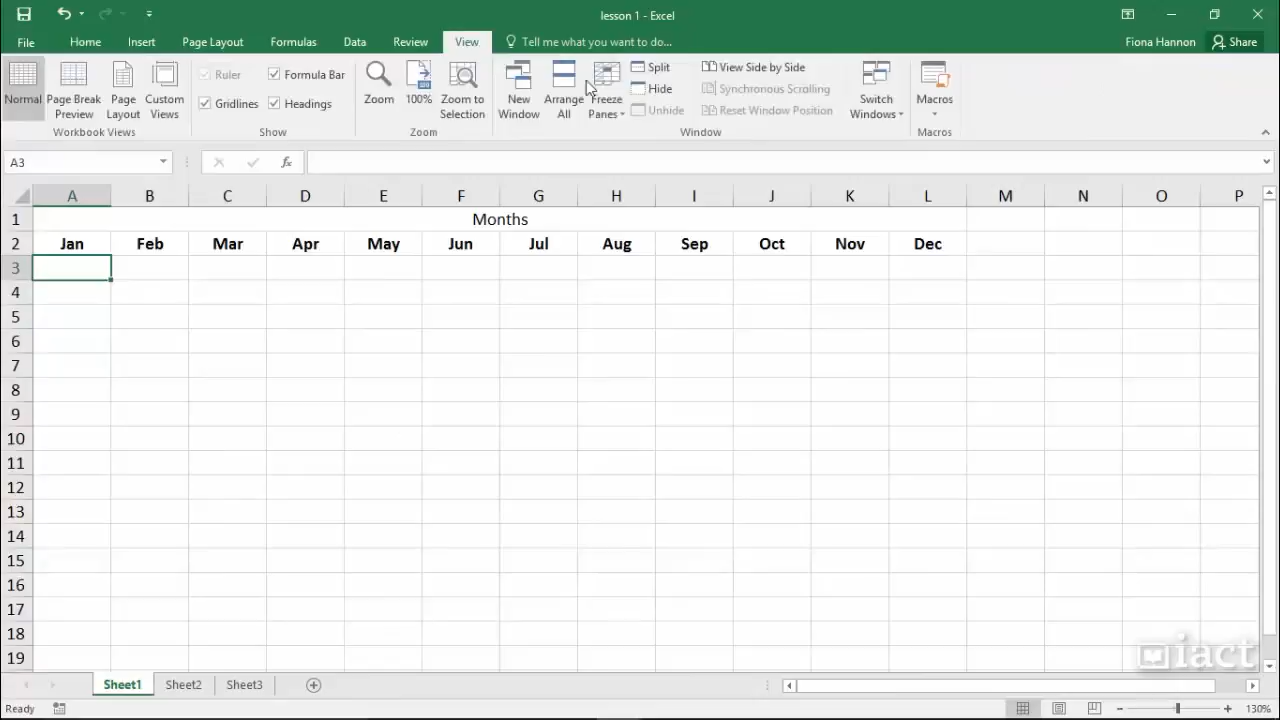 lesson 1 - Excel
File Home Insert Page Layout Formulas Data Review View Tell me what you want to do... Fiona Hannon Share
Normal
Page Break Preview
Page Layout
Custom Views
Workbook Views
Ruler
Formula Bar
Gridlines
Headings
Show
Zoom
100%
Zoom to Selection
Zoom
New Window
Arrange All
Freeze Panes
Split
Hide
Unhide
View Side by Side
Synchronous Scrolling
Reset Window Position
Window
Switch Windows
Macros
Macros
A3
fx
A B C D E F G H I J K L M N O P
1 Months
2 Jan Feb Mar Apr May Jun Jul Aug Sep Oct Nov Dec
3
4
5
6
7
8
9
10
11
12
13
14
15
16
17
18
19
iact
Sheet1 Sheet2 Sheet3
Ready
130%